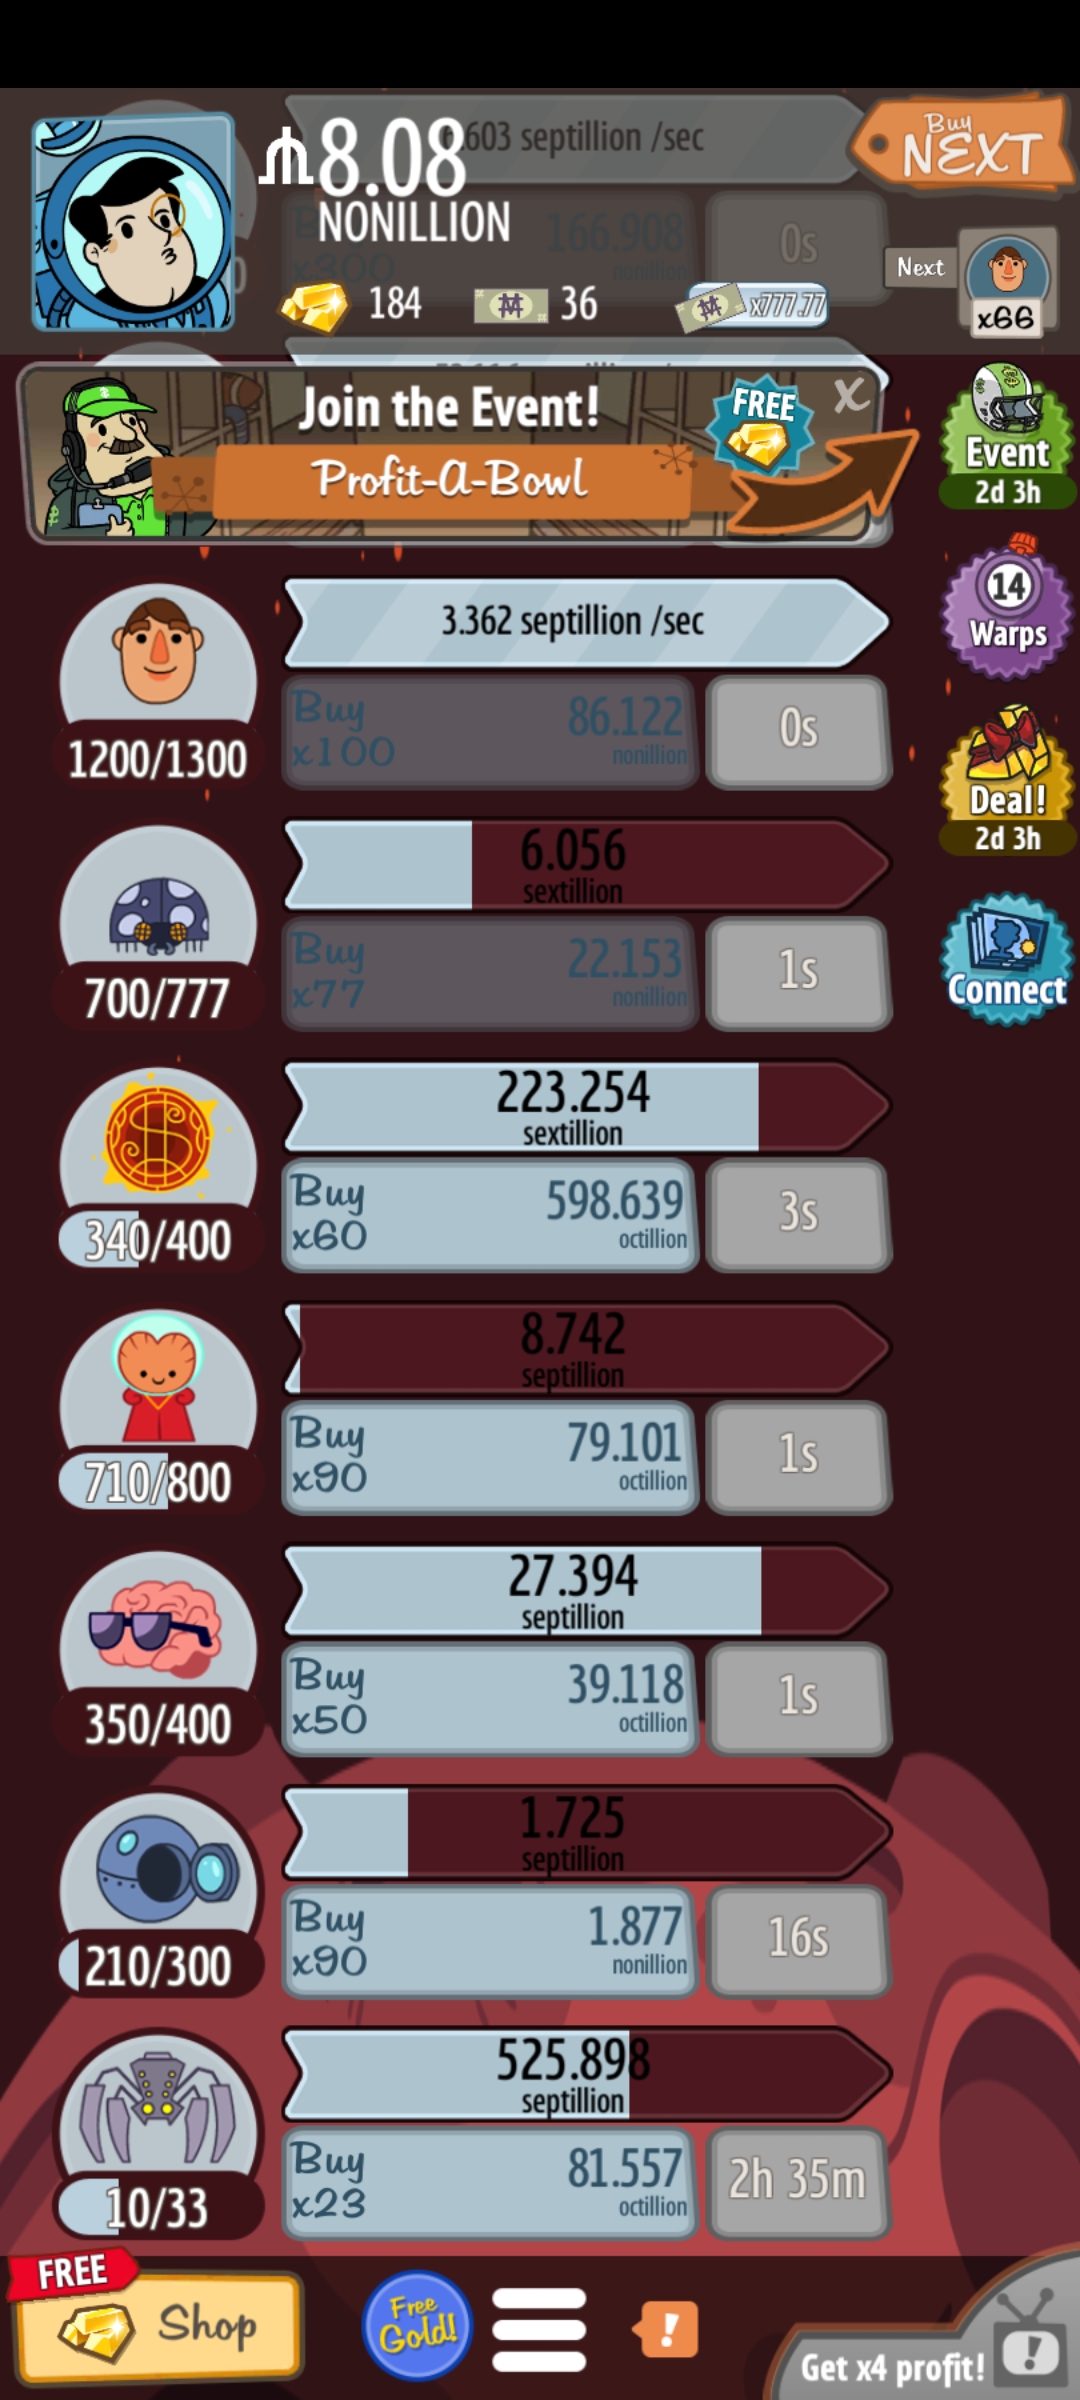 .603 septillion /sec
₼8.08
NONILLION
Buy
NEXT
166.908
nonillion
x300
0s
184
36
x777.77
Next
x66
Join the Event!
FREE
X
Profit-A-Bowl
Event
2d 3h
3.362 septillion /sec
14
Warps
1200/1300
Buy
x100
86.122
nonillion
0s
Deal!
2d 3h
6.056
sextillion
700/777
Buy
x77
22.153
nonillion
1s
Connect
223.254
sextillion
340/400
Buy
x60
598.639
octillion
3s
8.742
septillion
710/800
Buy
x90
79.101
octillion
1s
27.394
septillion
350/400
Buy
x50
39.118
octillion
1s
1.725
septillion
210/300
Buy
x90
1.877
nonillion
16s
525.898
septillion
10/33
Buy
x23
81.557
octillion
2h 35m
FREE
Shop
Free
Gold!
!
Get x4 profit!
!